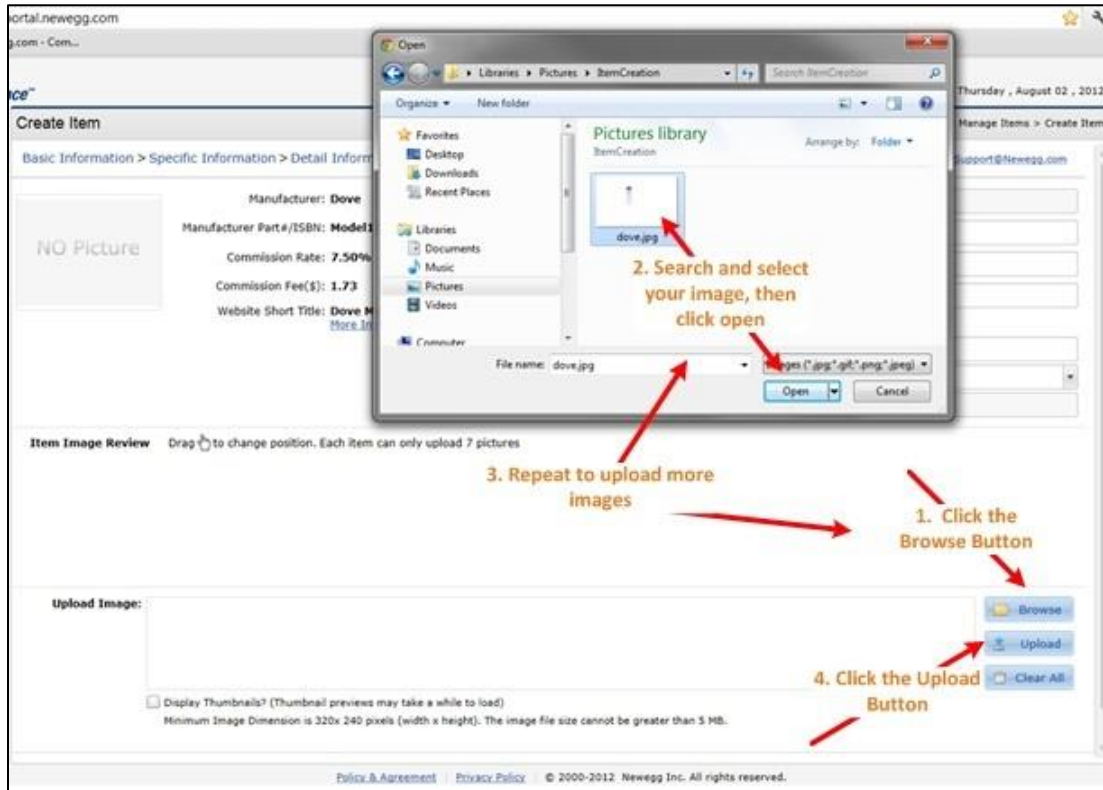 ortal.newegg.com
g.com - Com...
Open
Libraries ▸ Pictures ▸ ItemCreation
Search ItemCreation
Organize
New folder
Thursday , August 02 , 2012
Create Item
Manage Items > Create Item
Favorites
Desktop
Downloads
Recent Places
Libraries
Documents
Music
Pictures
Videos
Computer
Pictures library
ItemCreation
Arrange by: Folder
dove.jpg
2. Search and select
your image, then
click open
File name: dove.jpg
(*.jpg;*.gif;*.png;*.jpeg)
Open
Cancel
Basic Information > Specific Information > Detail Inform
Support@Newegg.com
NO Picture
Manufacturer: Dove
Manufacturer Part#/ISBN: Model1
Commission Rate: 7.50%
Commission Fee($): 1.73
Website Short Title: Dove M
More In
Item Image Review Drag to change position. Each item can only upload 7 pictures
3. Repeat to upload more
images
1. Click the
Browse Button
Upload Image:
Browse
Upload
Clear All
4. Click the Upload
Button
Display Thumbnails? (Thumbnail previews may take a while to load)
Minimum Image Dimension is 320x 240 pixels (width x height). The image file size cannot be greater than 5 MB.
Policy & Agreement | Privacy Policy | © 2000-2012 Newegg Inc. All rights reserved.